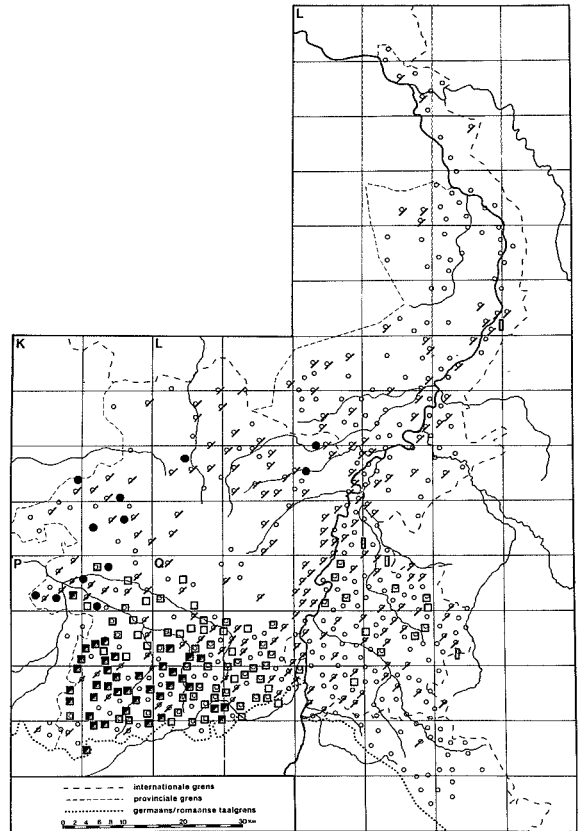 L
K
L
P
Q
internationale grens
provinciale grens
germaans/romaanse taalgrens
0 2 4 6 8 10 20 30 Km